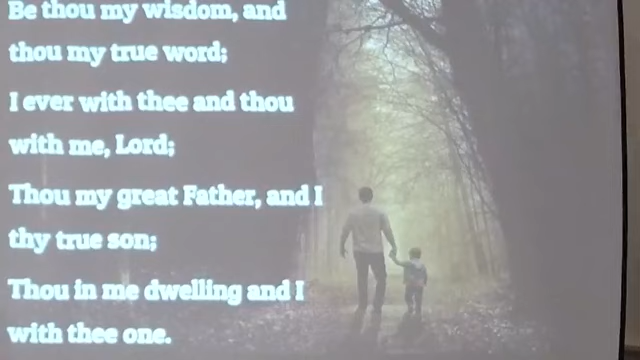 Be thou my wisdom, and
thou my true word;
I ever with thee and thou
with me, Lord;
Thou my great Father, and I
thy true son;
Thou in me dwelling and I
with thee one.